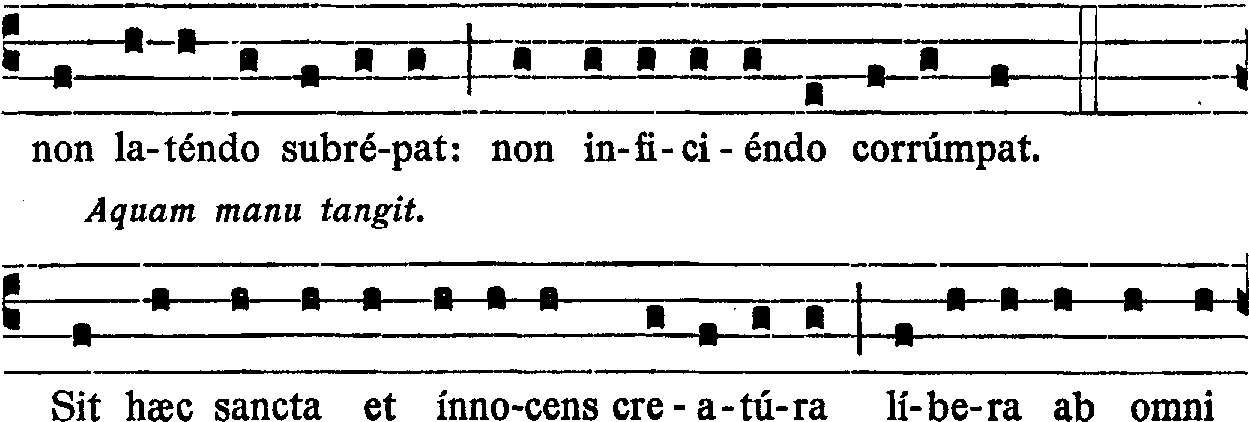 non la-téndo subré-pat: non in-fi-ci-éndo corrúmpat.
Aquam manu tangit.
Sit hæc sancta et ínno-cens cre-a-tú-ra lí-be-ra ab omni